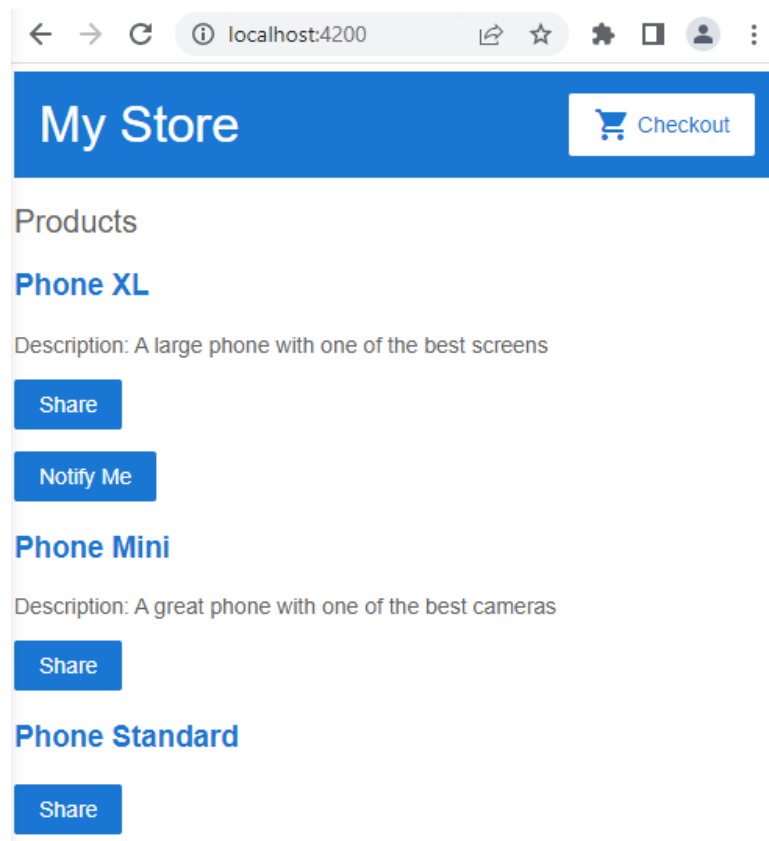 localhost:4200
My Store
Checkout
Products
Phone XL
Description: A large phone with one of the best screens
Share
Notify Me
Phone Mini
Description: A great phone with one of the best cameras
Share
Phone Standard
Share